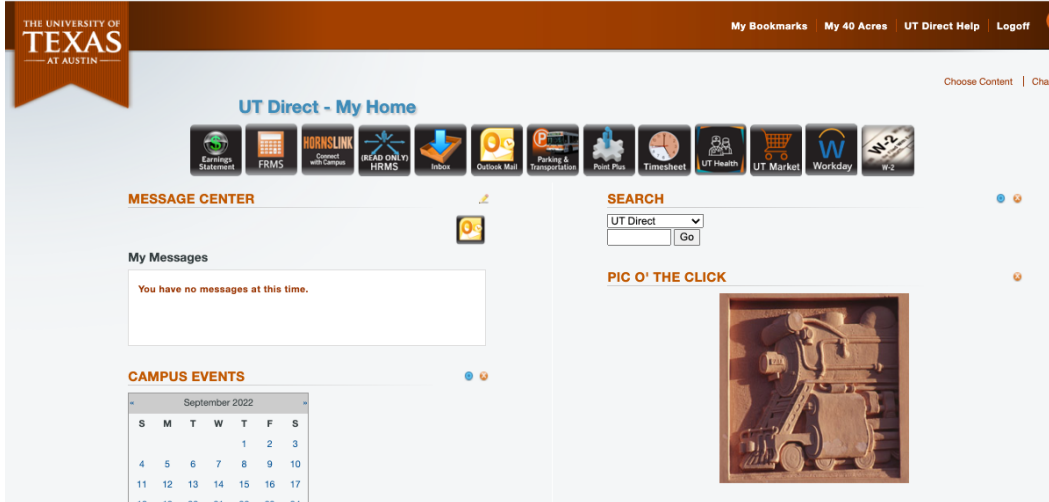 THE UNIVERSITY OF
TEXAS
AT AUSTIN
My Bookmarks My 40 Acres UT Direct Help Logoff
Choose Content
UT Direct - My Home
Earnings Statement
FRMS
HORNSLINK
Connect with Campus
(READ ONLY)
HRMS
Inbox
Outlook Mail
Parking & Transportation
Point Plus
Timesheet
UT Health
UT Market
Workday
W-2
W-2
MESSAGE CENTER
My Messages
You have no messages at this time.
CAMPUS EVENTS
« September 2022 »
S M T W T F S
1 2 3
4 5 6 7 8 9 10
11 12 13 14 15 16 17
SEARCH
UT Direct
Go
PIC O' THE CLICK